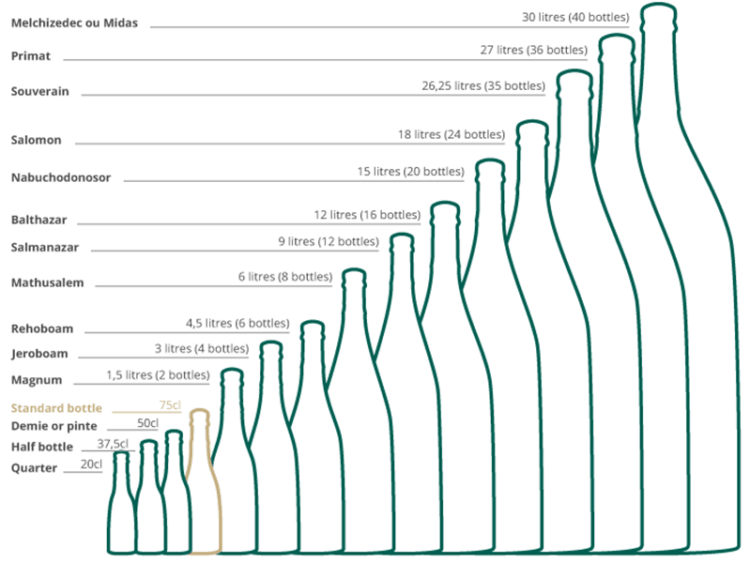 Melchizedec ou Midas 30 litres (40 bottles)
Primat 27 litres (36 bottles)
Souverain 26,25 litres (35 bottles)
Salomon 18 litres (24 bottles)
Nabuchodonosor 15 litres (20 bottles)
Balthazar 12 litres (16 bottles)
Salmanazar 9 litres (12 bottles)
Mathusalem 6 litres (8 bottles)
Rehoboam 4,5 litres (6 bottles)
Jeroboam 3 litres (4 bottles)
Magnum 1,5 litres (2 bottles)
Standard bottle 75cl
Demie or pinte 50cl
Half bottle 37,5cl
Quarter 20cl